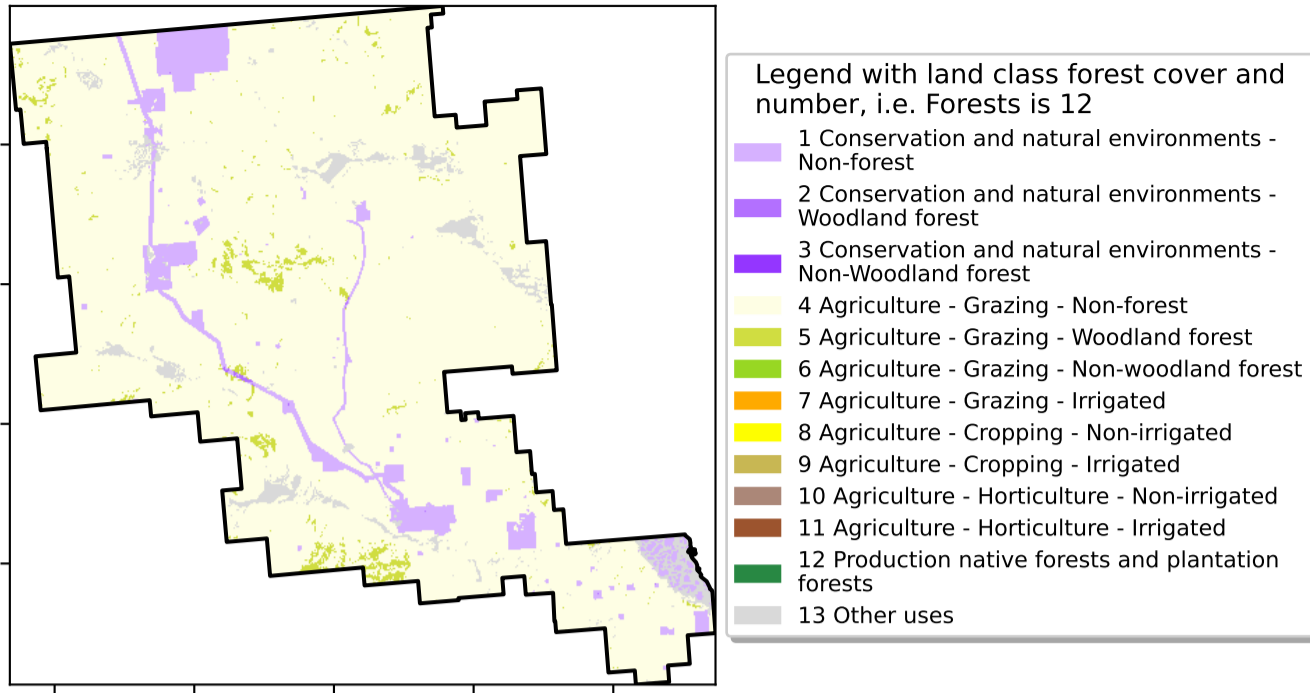 Legend with land class forest cover and
number, i.e. Forests is 12
1 Conservation and natural environments -
Non-forest
2 Conservation and natural environments -
Woodland forest
3 Conservation and natural environments -
Non-Woodland forest
4 Agriculture - Grazing - Non-forest
5 Agriculture - Grazing - Woodland forest
6 Agriculture - Grazing - Non-woodland forest
7 Agriculture - Grazing - Irrigated
8 Agriculture - Cropping - Non-irrigated
9 Agriculture - Cropping - Irrigated
10 Agriculture - Horticulture - Non-irrigated
11 Agriculture - Horticulture - Irrigated
12 Production native forests and plantation
forests
13 Other uses